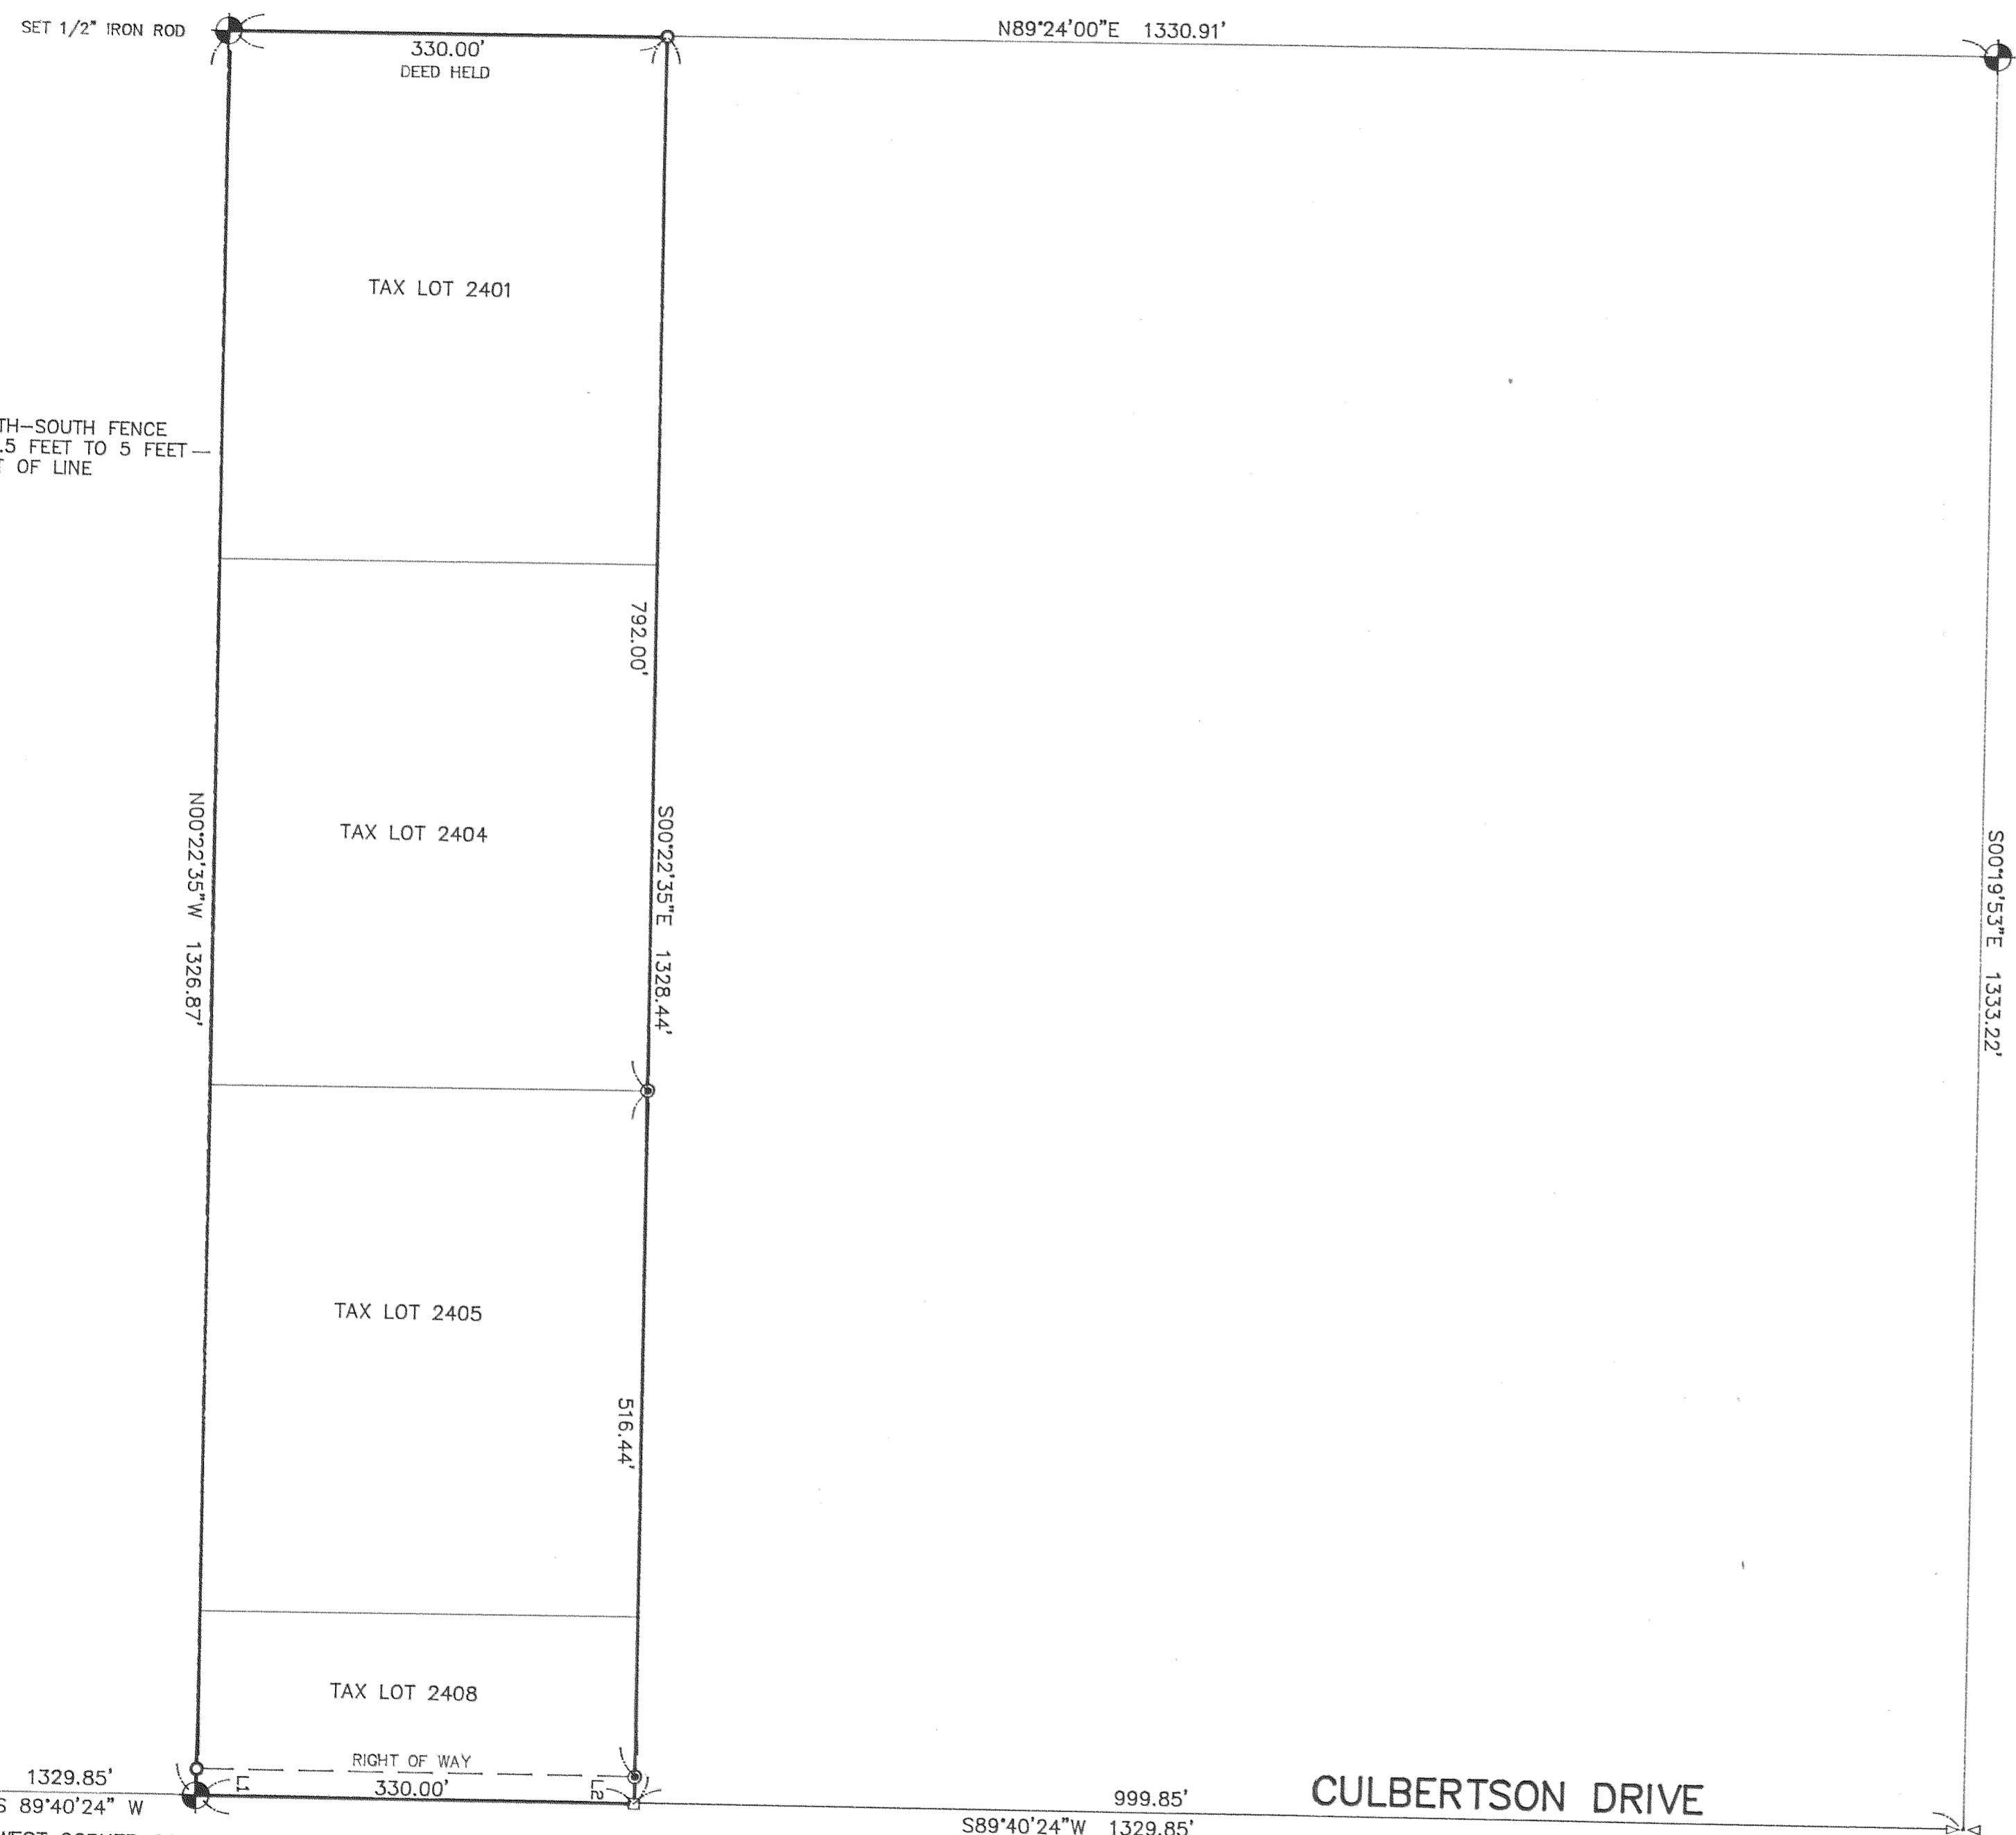 SET 1/2" IRON ROD
330.00'
DEED HELD
N89°24'00"E 1330.91'
TAX LOT 2401
TH-SOUTH FENCE
.5 FEET TO 5 FEET
OF LINE
792.00'
N00°22'35"W 1326.87'
TAX LOT 2404
S00°22'35"E 1328.44'
S00°19'53"E 1333.22'
TAX LOT 2405
516.44'
TAX LOT 2408
RIGHT OF WAY
1329.85'
S 89°40'24" W
L1
330.00'
L2
999.85'
S89°40'24"W 1329.85'
CULBERTSON DRIVE